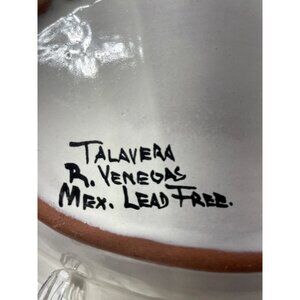 TALAVERA
R. VENEGAS
MEX. LEAD FREE.